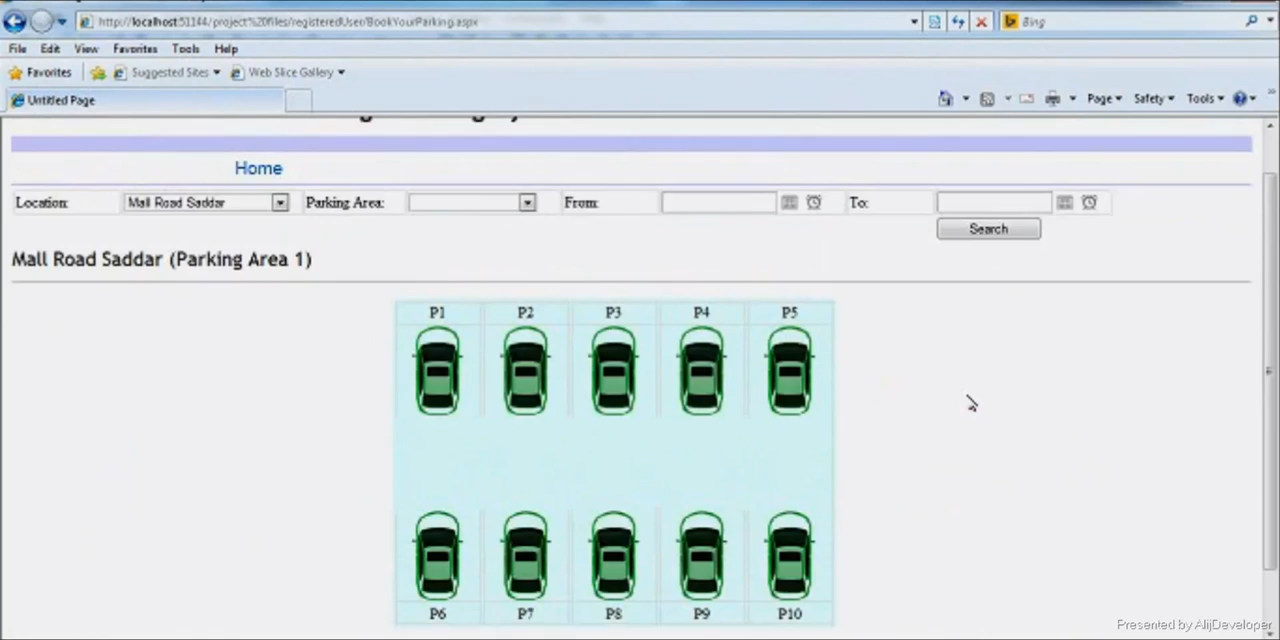 http://localhost:51144/project%20files/registeredUser/BookYourParking.aspx
Bing
File Edit View Favorites Tools Help
Favorites Suggested Sites Web Slice Gallery
Untitled Page
Page Safety Tools
Home
Location: Mall Road Saddar Parking Area: From: To:
Search
Mall Road Saddar (Parking Area 1)
P1 P2 P3 P4 P5
P6 P7 P8 P9 P10
Presented by AlijDeveloper